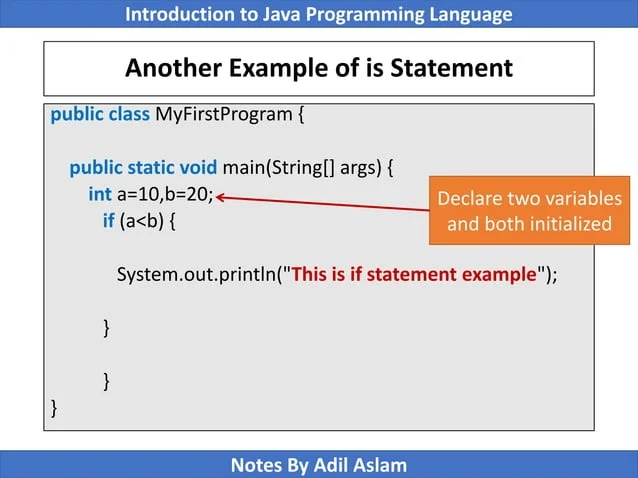 Introduction to Java Programming Language
Another Example of is Statement
public class MyFirstProgram {
public static void main(String[] args) {
int a=10,b=20;
Declare two variables
and both initialized
if (a<b) {
System.out.println("This is if statement example");
}
}
}
Notes By Adil Aslam